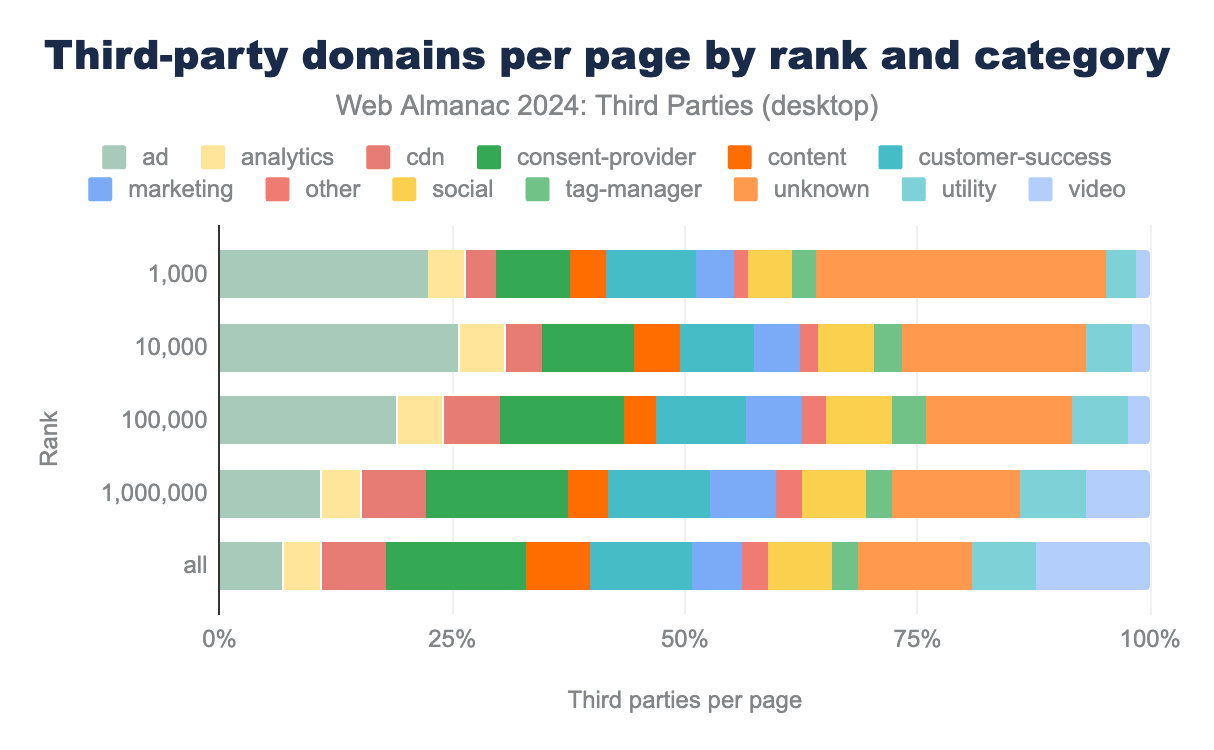 Third-party domains per page by rank and category
Web Almanac 2024: Third Parties (desktop)
ad analytics cdn consent-provider content customer-success
marketing other social tag-manager unknown utility video
Rank
1,000
10,000
100,000
1,000,000
all
0% 25% 50% 75% 100%
Third parties per page